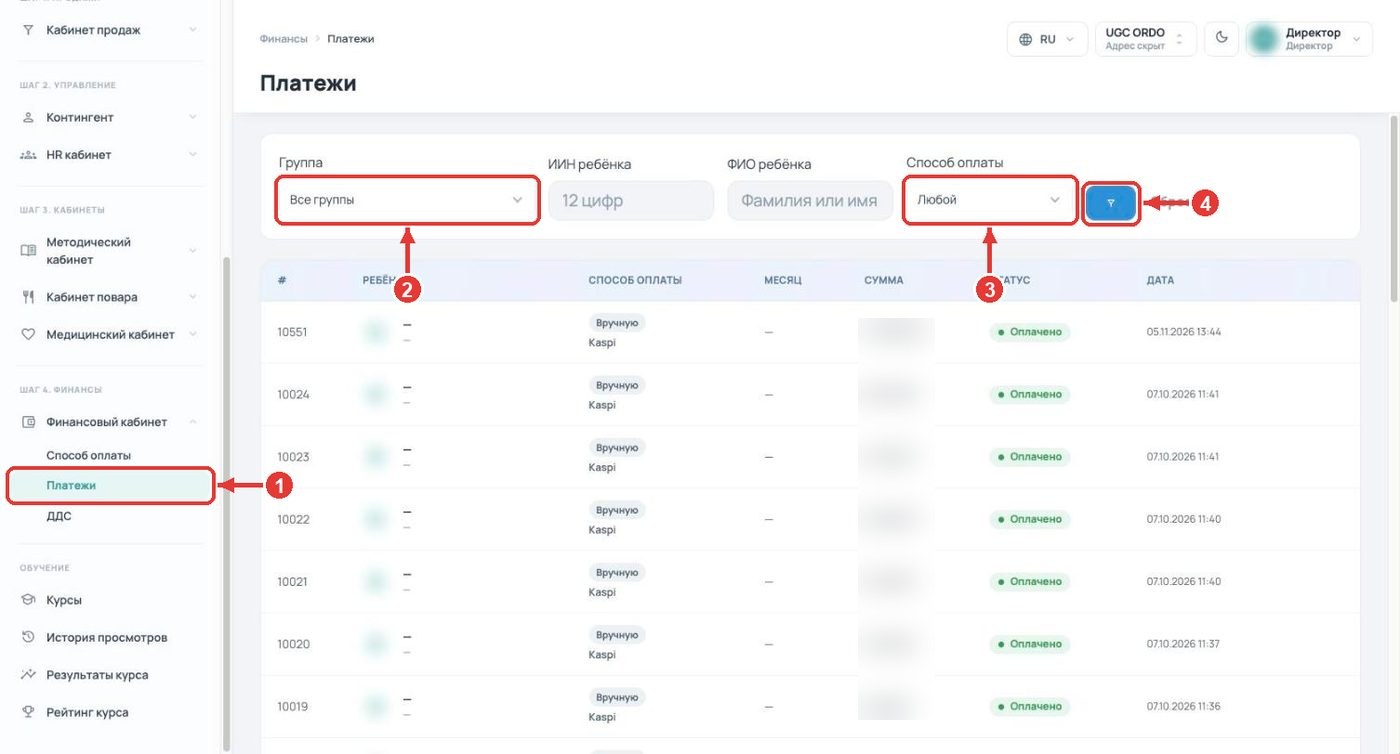 Кабинет продаж
ШАГ 2. УПРАВЛЕНИЕ
Контингент
HR кабинет
ШАГ 3. КАБИНЕТЫ
Методический
кабинет
Кабинет повара
Медицинский кабинет
ШАГ 4. ФИНАНСЫ
Финансовый кабинет
Способ оплаты
Платежи
1
ДДС
ОБУЧЕНИЕ
Курсы
История просмотров
Результаты курса
Рейтинг курса
Финансы > Платежи
RU
UGC ORDO
Адрес скрыт
Директор
Директор
Платежи
Группа
Все группы
2
ИИН ребёнка
12 цифр
ФИО ребёнка
Фамилия или имя
Способ оплаты
Любой
3
4
# СПОСОБ ОПЛАТЫ МЕСЯЦ СУММА ДАТА
10551 — Вручную Kaspi — Оплачено 05.11.2026 13:44
10024 — Вручную Kaspi — Оплачено 07.10.2026 11:41
10023 — Вручную Kaspi — Оплачено 07.10.2026 11:41
10022 — Вручную Kaspi — Оплачено 07.10.2026 11:40
10021 — Вручную Kaspi — Оплачено 07.10.2026 11:40
10020 — Вручную Kaspi — Оплачено 07.10.2026 11:37
10019 — Вручную Kaspi — Оплачено 07.10.2026 11:36